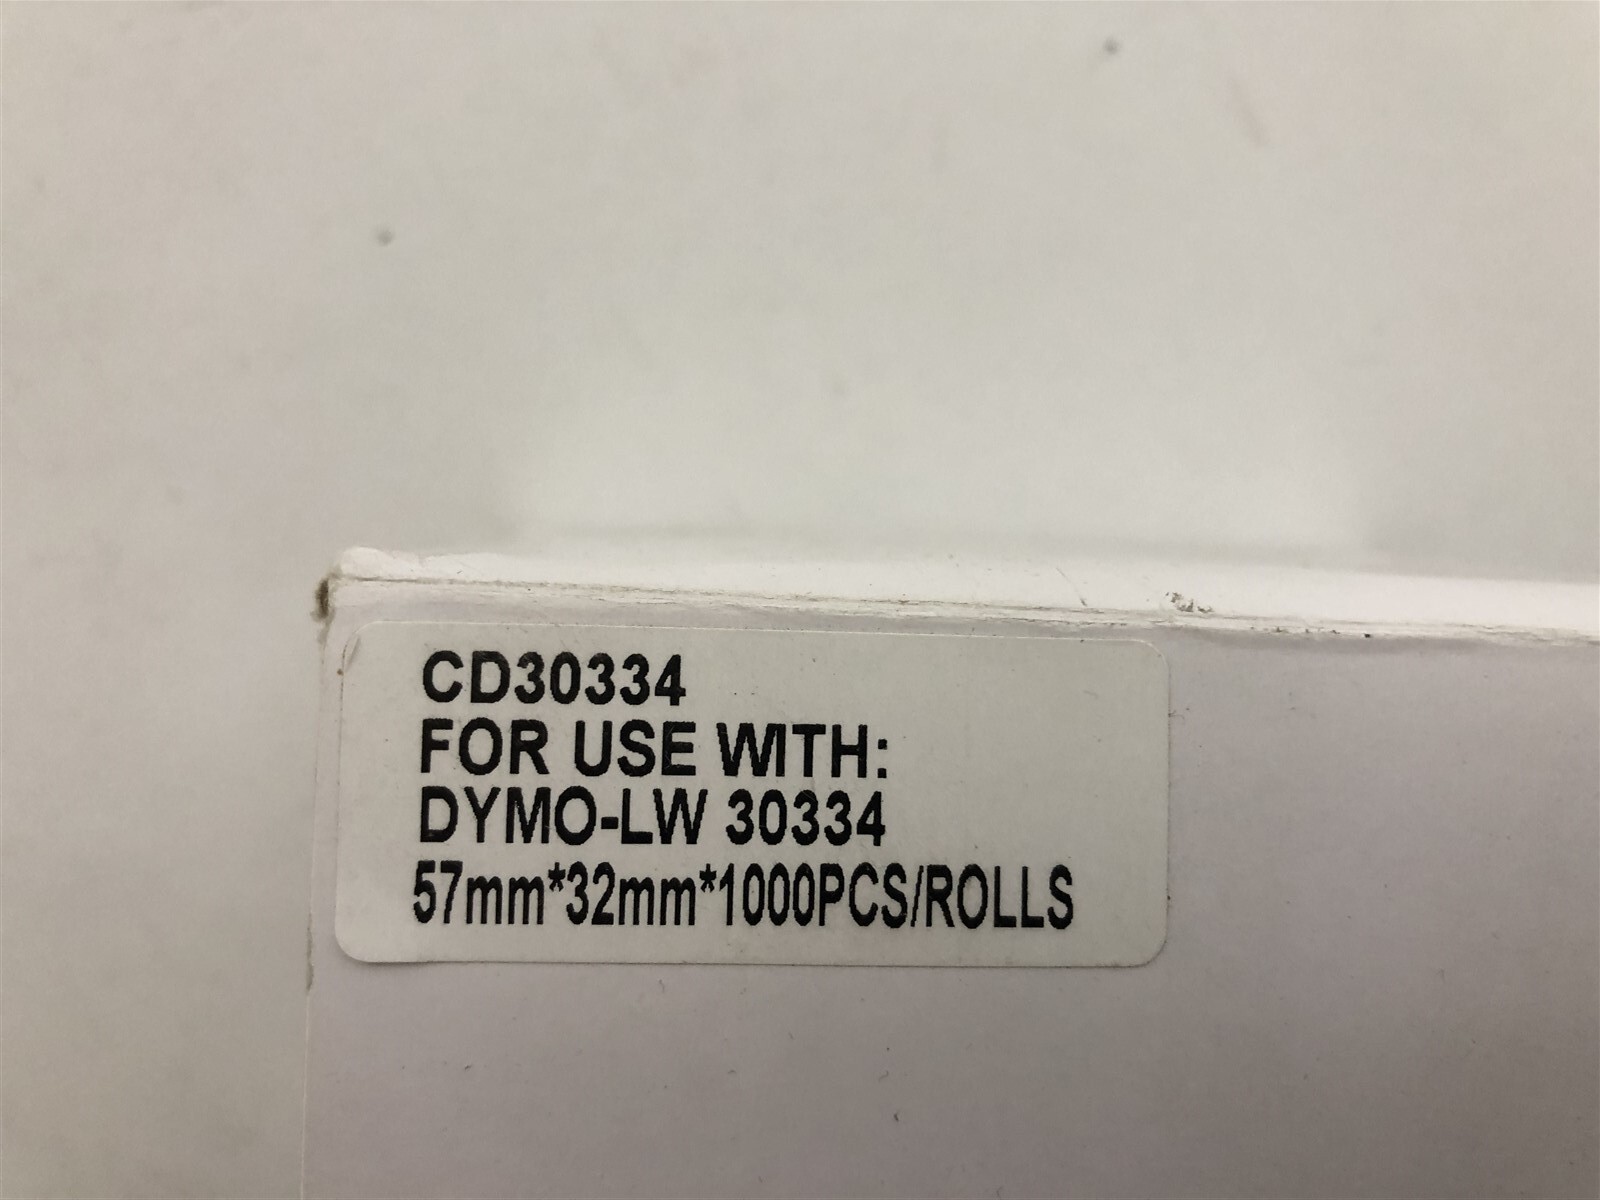 CD30334
FOR USE WITH:
DYMO-LW 30334
57mm*32mm*1000PCS/ROLLS